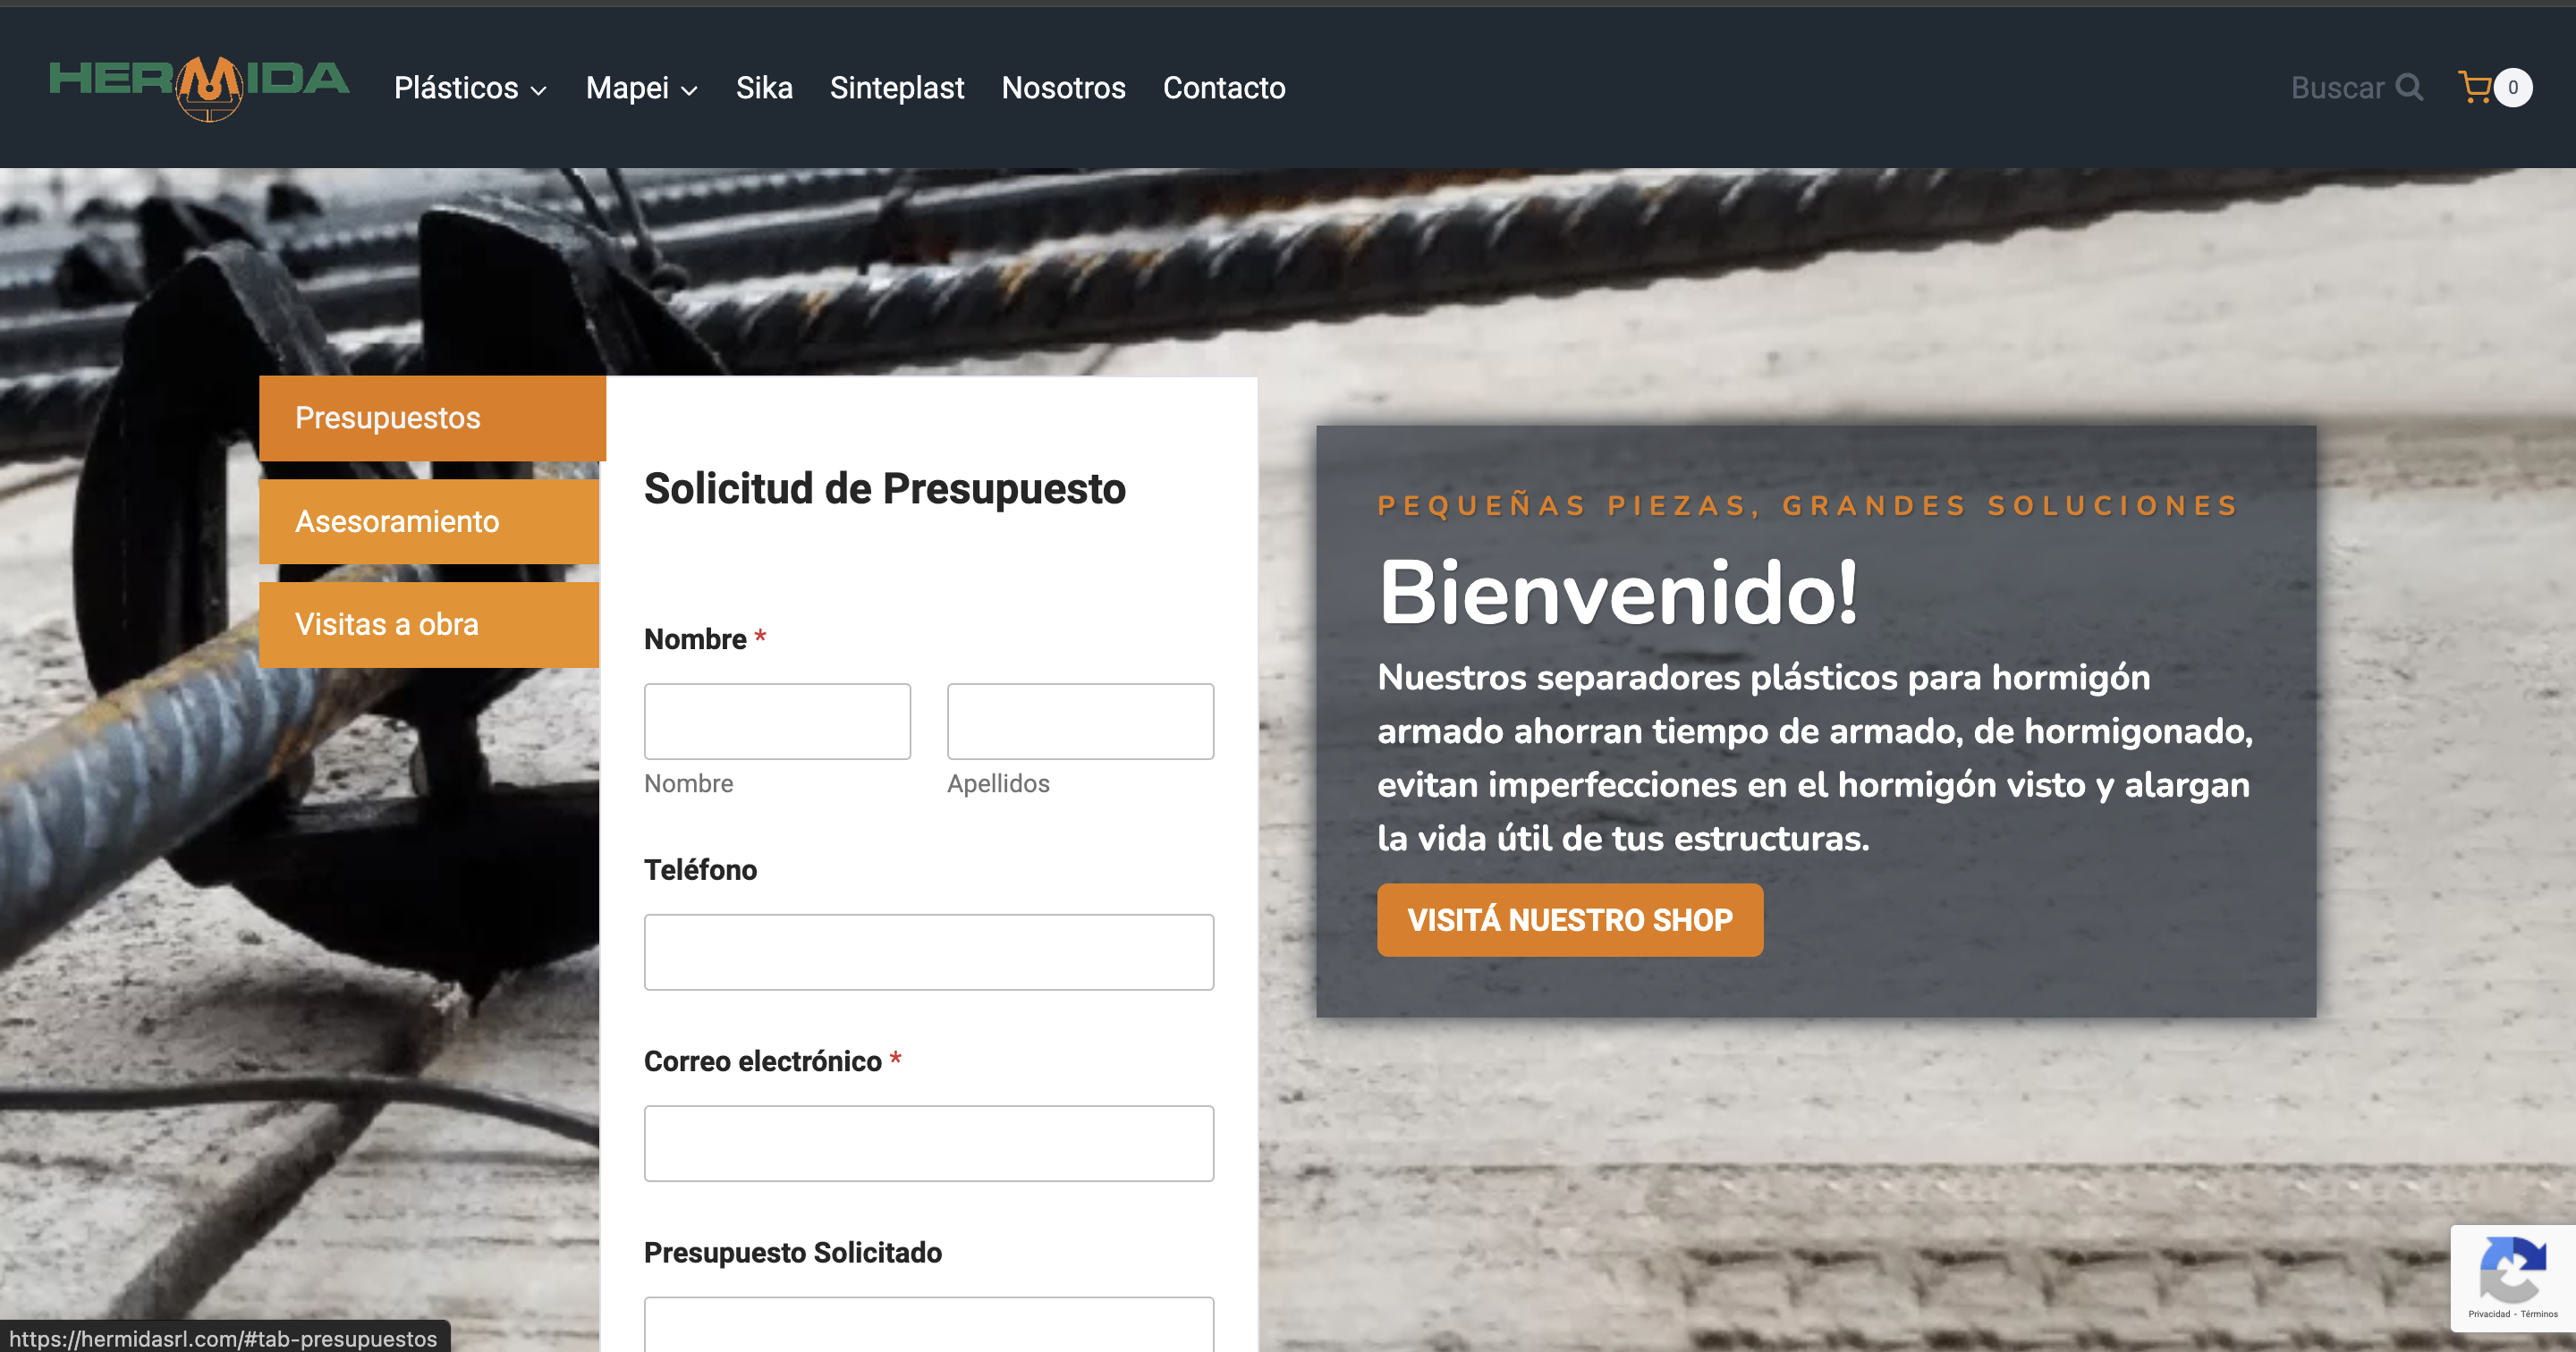 HERMIDA
Plásticos
Mapei
Sika
Sinteplast
Nosotros
Contacto
Buscar
0
Presupuestos
Asesoramiento
Visitas a obra
Solicitud de Presupuesto
Nombre *
Nombre
Apellidos
Teléfono
Correo electrónico *
Presupuesto Solicitado
PEQUEÑAS PIEZAS, GRANDES SOLUCIONES
Bienvenido!
Nuestros separadores plásticos para hormigón
armado ahorran tiempo de armado, de hormigonado,
evitan imperfecciones en el hormigón visto y alargan
la vida útil de tus estructuras.
VISITÁ NUESTRO SHOP
Privacidad - Términos
https://hermidasrl.com/#tab-presupuestos